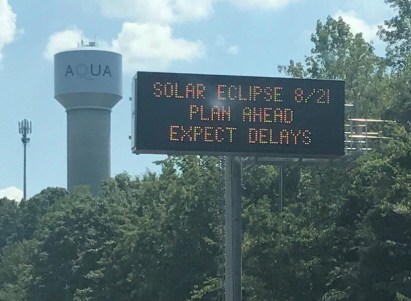 AQUA
SOLAR ECLIPSE 8/21
PLAN AHEAD
EXPECT DELAYS